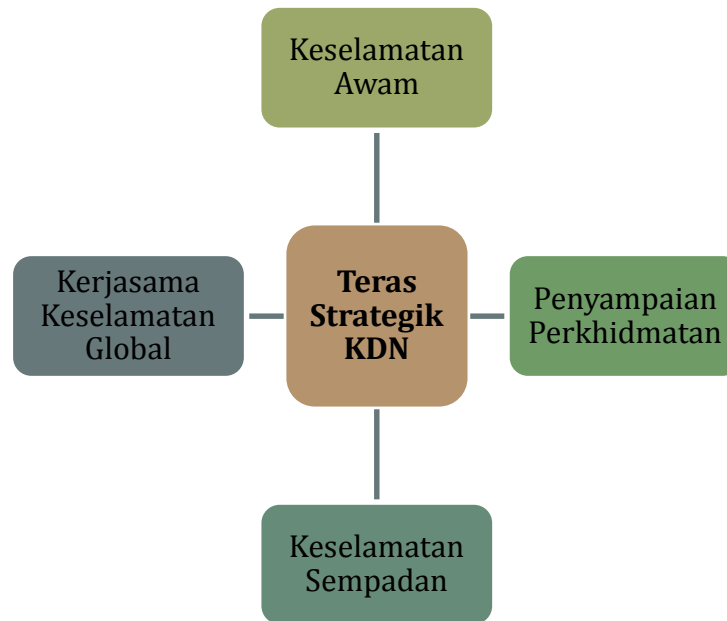 Keselamatan
Awam
Kerjasama
Keselamatan
Global
Teras
Strategik
KDN
Penyampaian
Perkhidmatan
Keselamatan
Sempadan